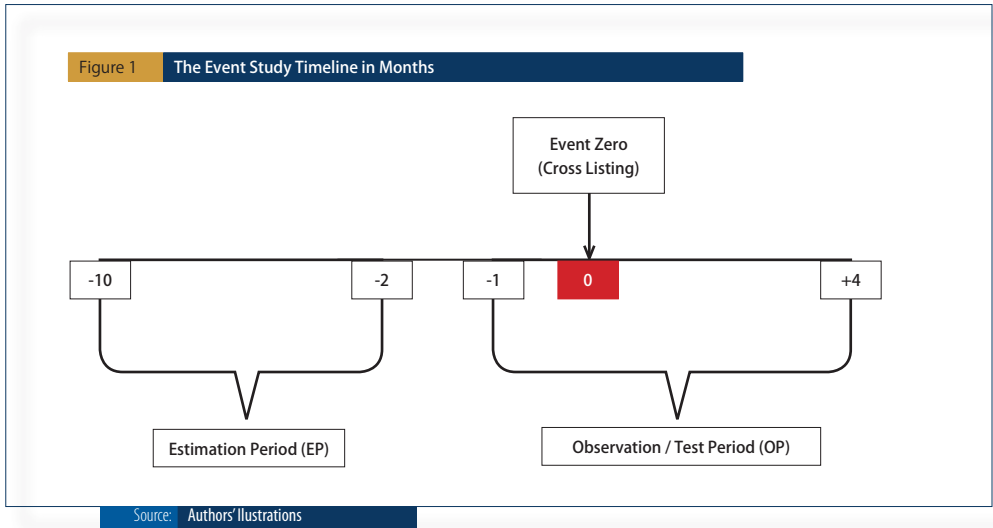 Figure 1 The Event Study Timeline in Months
Event Zero
(Cross Listing)
-10 -2 -1 0 +4
Estimation Period (EP) Observation / Test Period (OP)
Source: Authors' Ilustrations